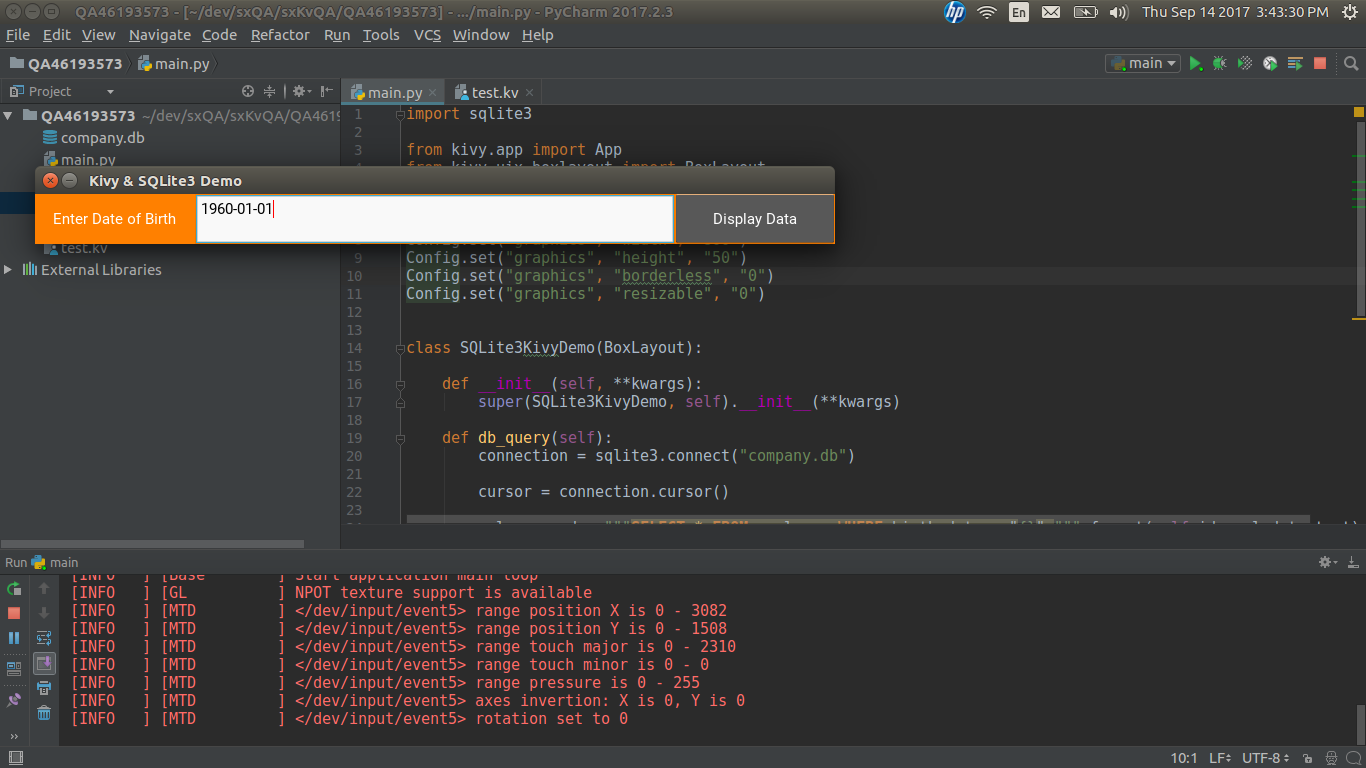 QA46193573 - [~/dev/sxQA/sxKvQA/QA46193573] - .../main.py - PyCharm 2017.2.3
En
Thu Sep 14 2017 3:43:30 PM
File Edit View Navigate Code Refactor Run Tools VCS Window Help
QA46193573
main.py
main
Project
main.py
test.kv
QA46193573 ~/dev/sxQA/sxKvQA/QA461
company.db
main.py
test.kv
External Libraries
1 import sqlite3
2
3 from kivy.app import App
from kivy.uix.boxlayout import BoxLayout
Kivy & SQLite3 Demo
Enter Date of Birth
1960-01-01
Display Data
9 Config.set("graphics", "height", "50")
10 Config.set("graphics", "borderless", "0")
11 Config.set("graphics", "resizable", "0")
12
13
14 class SQLite3KivyDemo(BoxLayout):
15
16 def __init__(self, **kwargs):
17 super(SQLite3KivyDemo, self).__init__(**kwargs)
18
19 def db_query(self):
20 connection = sqlite3.connect("company.db")
21
22 cursor = connection.cursor()
23
Run main
[INFO ] [Base ] Start application main loop
[INFO ] [GL ] NPOT texture support is available
[INFO ] [MTD ] </dev/input/event5> range position X is 0 - 3082
[INFO ] [MTD ] </dev/input/event5> range position Y is 0 - 1508
[INFO ] [MTD ] </dev/input/event5> range touch major is 0 - 2310
[INFO ] [MTD ] </dev/input/event5> range touch minor is 0 - 0
[INFO ] [MTD ] </dev/input/event5> range pressure is 0 - 255
[INFO ] [MTD ] </dev/input/event5> axes invertion: X is 0, Y is 0
[INFO ] [MTD ] </dev/input/event5> rotation set to 0
10:1 LF UTF-8